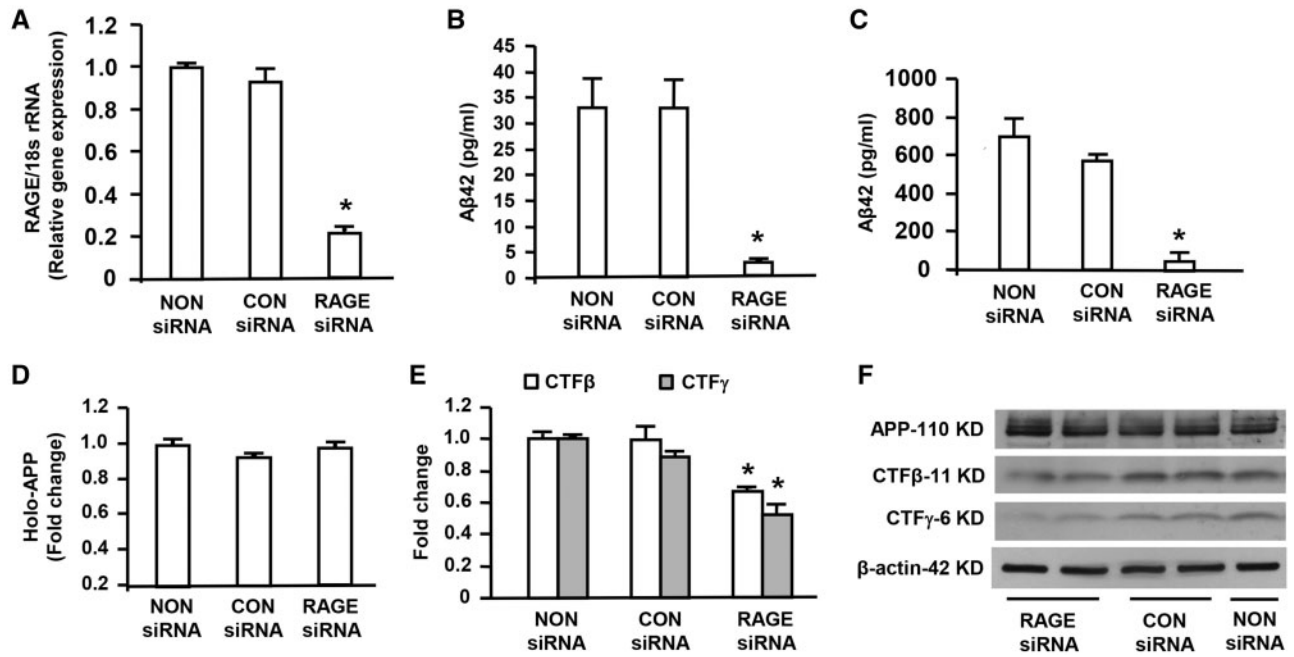 A
RAGE/18s rRNA
(Relative gene expression)
1.2
1.0
0.8
0.6
0.4
0.2
0
*
NON
siRNA
CON
siRNA
RAGE
siRNA
B
Aβ42 (pg/ml)
45
40
35
30
25
20
15
10
5
0
*
NON
siRNA
CON
siRNA
RAGE
siRNA
C
Aβ42 (pg/ml)
1000
800
600
400
200
0
*
NON
siRNA
CON
siRNA
RAGE
siRNA
D
Holo-APP
(Fold change)
1.2
1.0
0.8
0.6
0.4
0.2
NON
siRNA
CON
siRNA
RAGE
siRNA
E
CTFβ
CTFγ
Fold change
1.2
1.0
0.8
0.6
0.4
0.2
0
* *
NON
siRNA
CON
siRNA
RAGE
siRNA
F
APP-110 KD
CTFβ-11 KD
CTFγ-6 KD
β-actin-42 KD
RAGE
siRNA
CON
siRNA
NON
siRNA